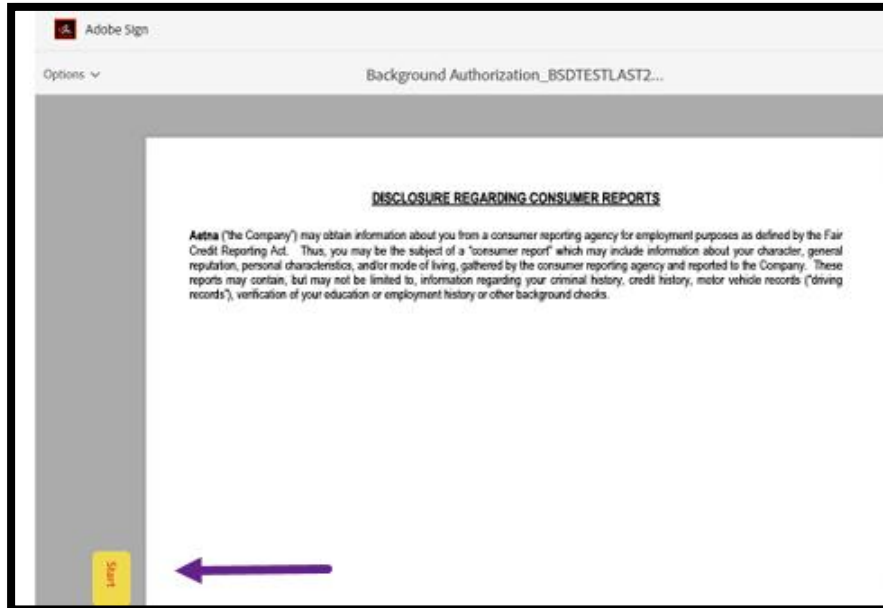 Adobe Sign
Options
Background Authorization_BSDTESTLAST2...
DISCLOSURE REGARDING CONSUMER REPORTS
Aetna ("the Company") may obtain information about you from a consumer reporting agency for employment purposes as defined by the Fair
Credit Reporting Act. Thus, you may be the subject of a "consumer report" which may include information about your character, general
reputation, personal characteristics, and/or mode of living, gathered by the consumer reporting agency and reported to the Company. These
reports may contain, but may not be limited to, information regarding your criminal history, credit history, motor vehicle records ("driving
records"), verification of your education or employment history or other background checks.
Start